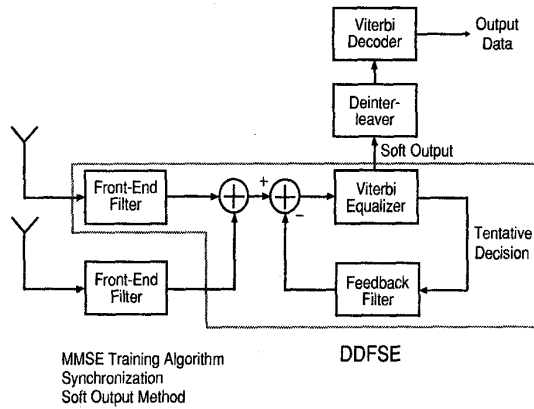 Viterbi
Decoder
Output
Data
Deinter-
leaver
Soft Output
Front-End
Filter
+
−
Viterbi
Equalizer
Tentative
Decision
Front-End
Filter
Feedback
Filter
DDFSE
MMSE Training Algorithm
Synchronization
Soft Output Method